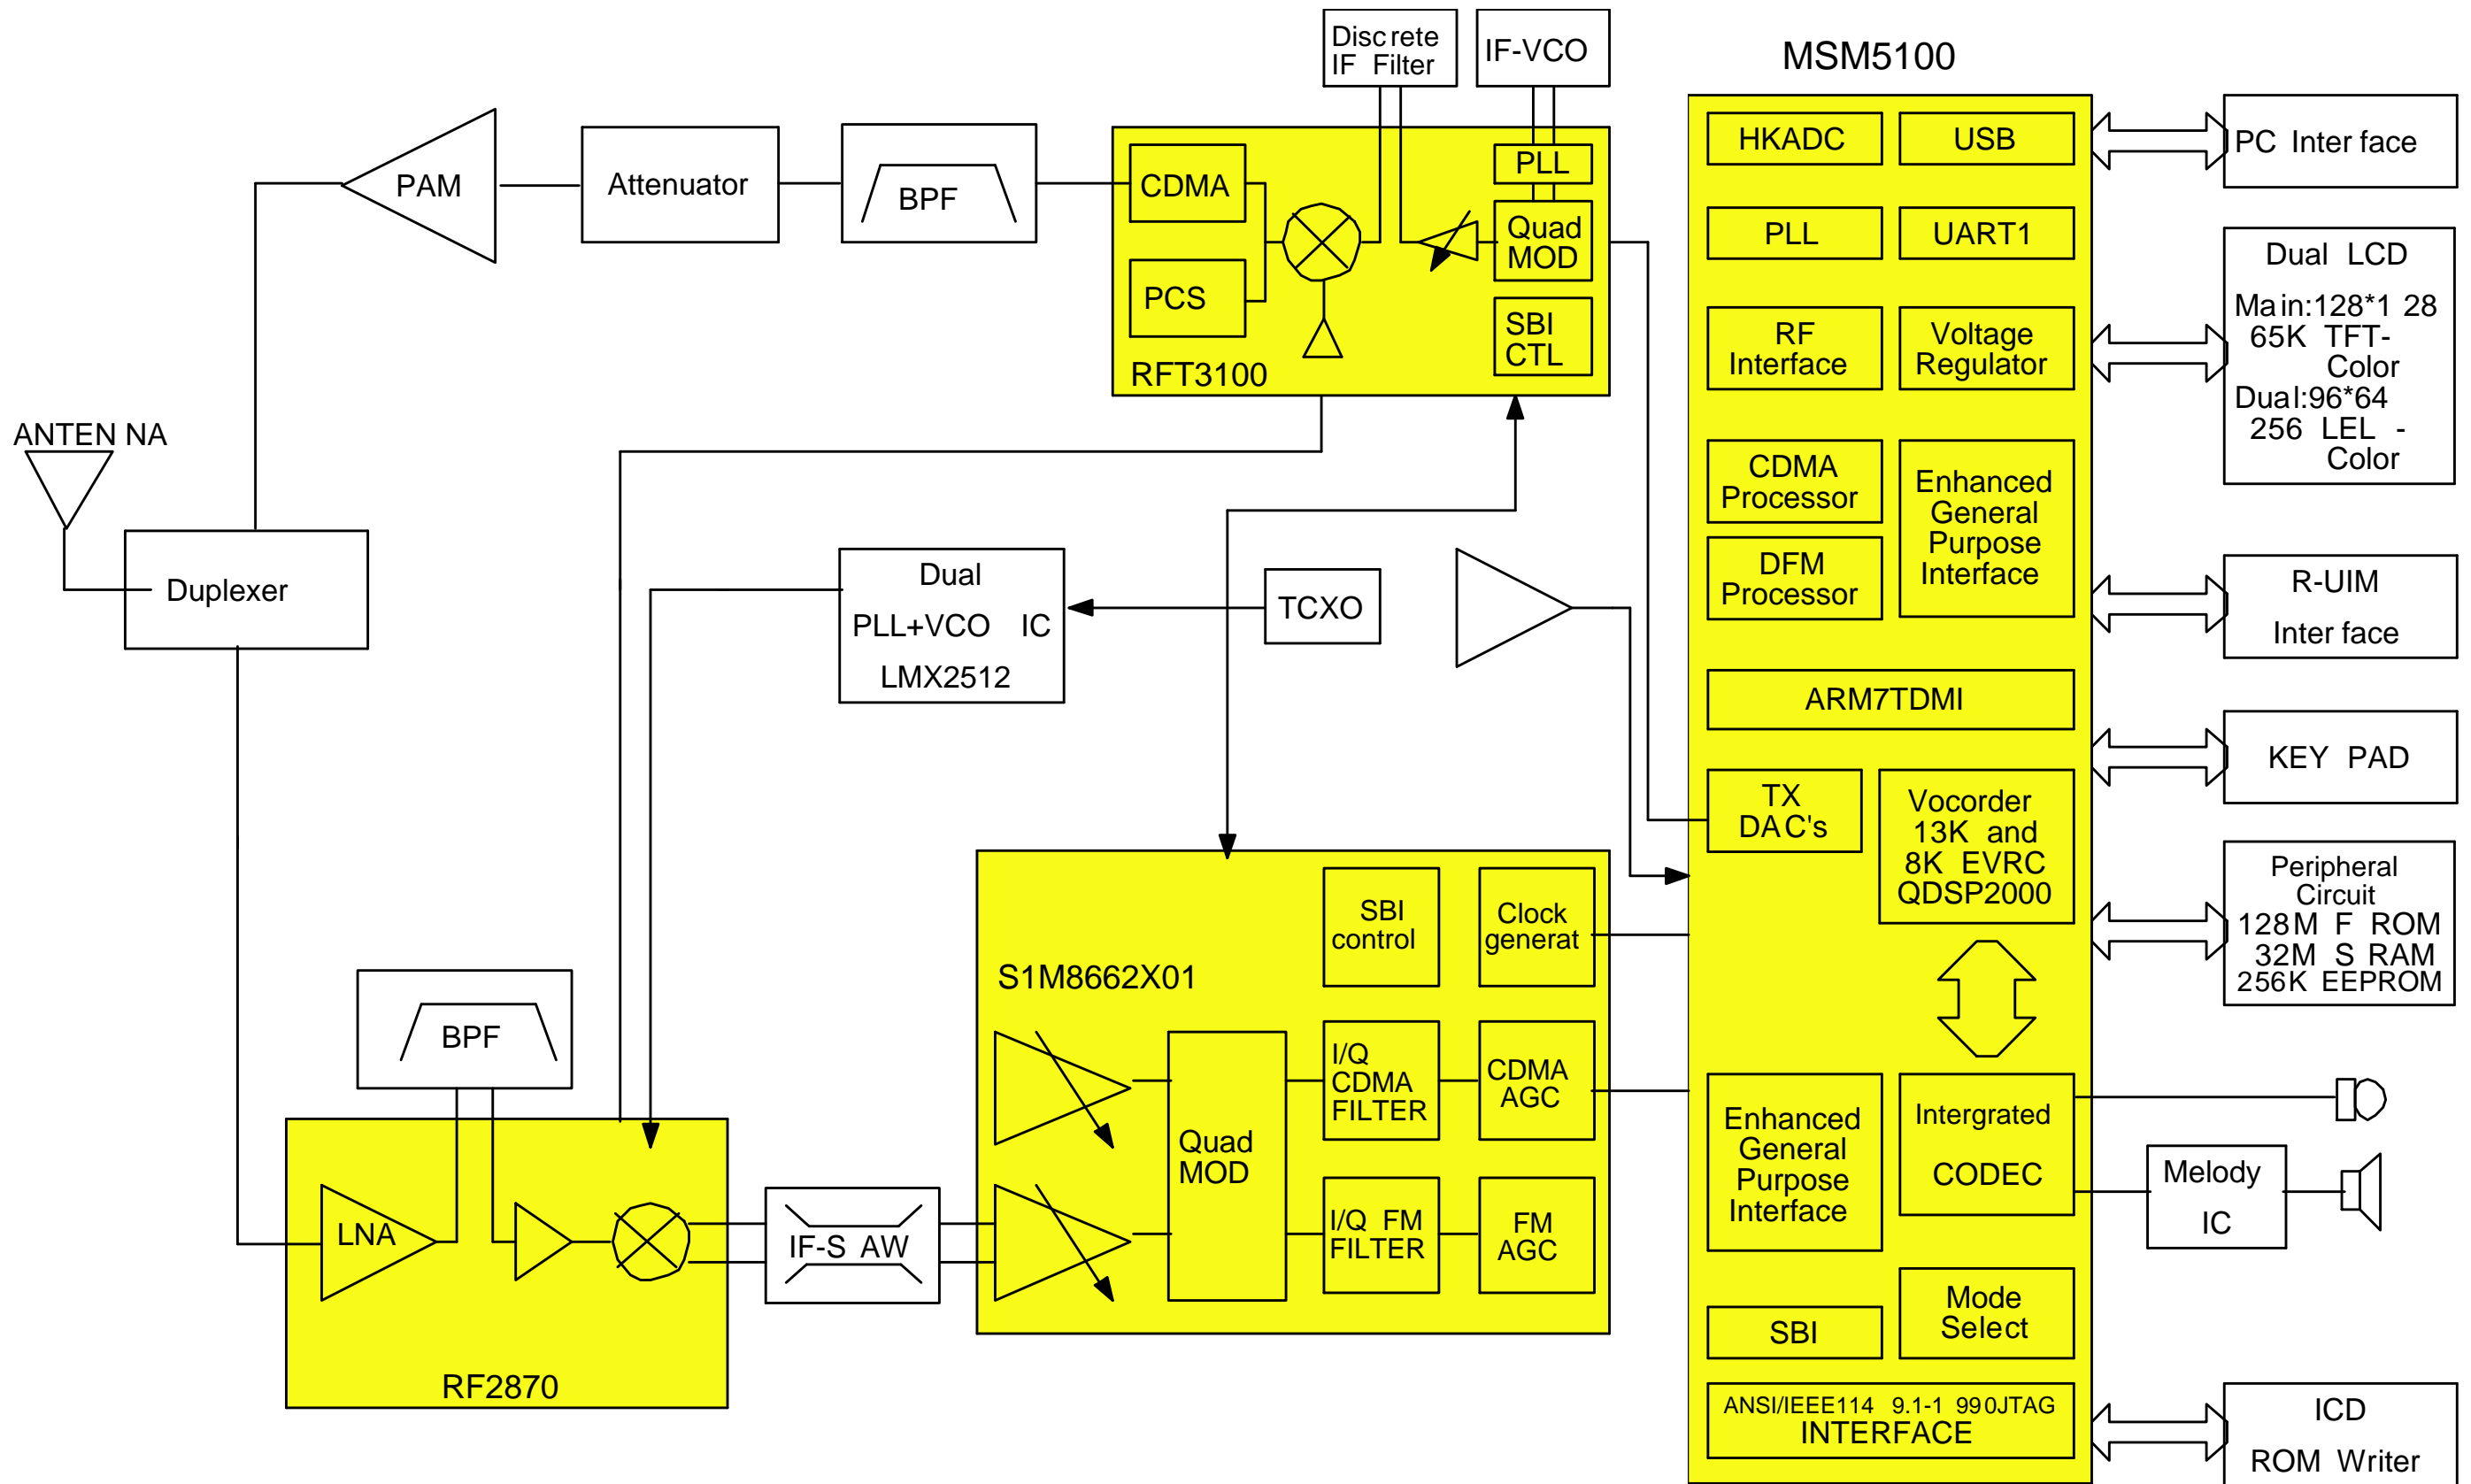 Discrete
IF Filter
IF-VCO
MSM5100
PAM
Attenuator
BPF
CDMA
PCS
PLL
Quad
MOD
SBI
CTL
RFT3100
HKADC
USB
PLL
UART1
RF
Interface
Voltage
Regulator
CDMA
Processor
Enhanced
General
Purpose
Interface
DFM
Processor
ARM7TDMI
TX
DAC's
Vocorder
13K and
8K EVRC
QDSP2000
Enhanced
General
Purpose
Interface
Intergrated
CODEC
SBI
Mode
Select
ANSI/IEEE114 9.1-1 990JTAG
INTERFACE
PC Inter face
Dual LCD
Main:128*1 28
65K TFT-
Color
Dual:96*64
256 LEL -
Color
R-UIM
Inter face
KEY PAD
Peripheral
Circuit
128M F ROM
32M S RAM
256K EEPROM
Melody
IC
ICD
ROM Writer
ANTEN NA
Duplexer
Dual
PLL+VCO IC
LMX2512
TCXO
S1M8662X01
SBI
control
Clock
generat
Quad
MOD
I/Q
CDMA
FILTER
CDMA
AGC
I/Q FM
FILTER
FM
AGC
BPF
LNA
RF2870
IF-S AW